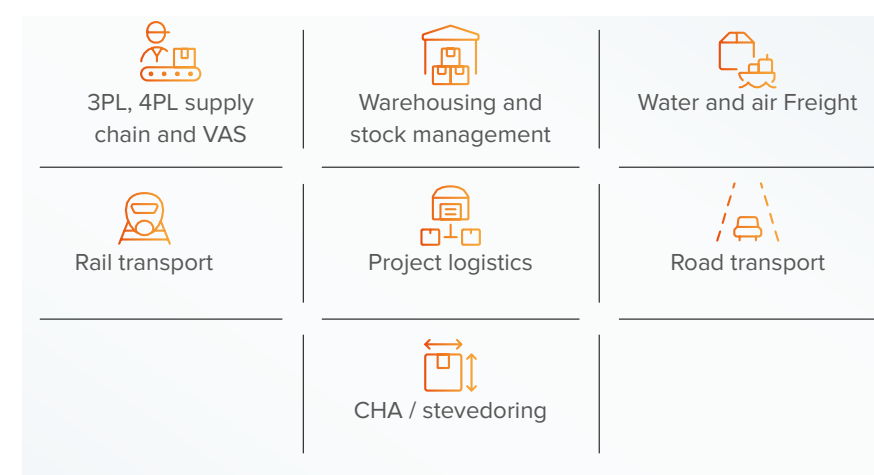 3PL, 4PL supply
chain and VAS
Warehousing and
stock management
Water and air Freight
Rail transport
Project logistics
Road transport
CHA / stevedoring